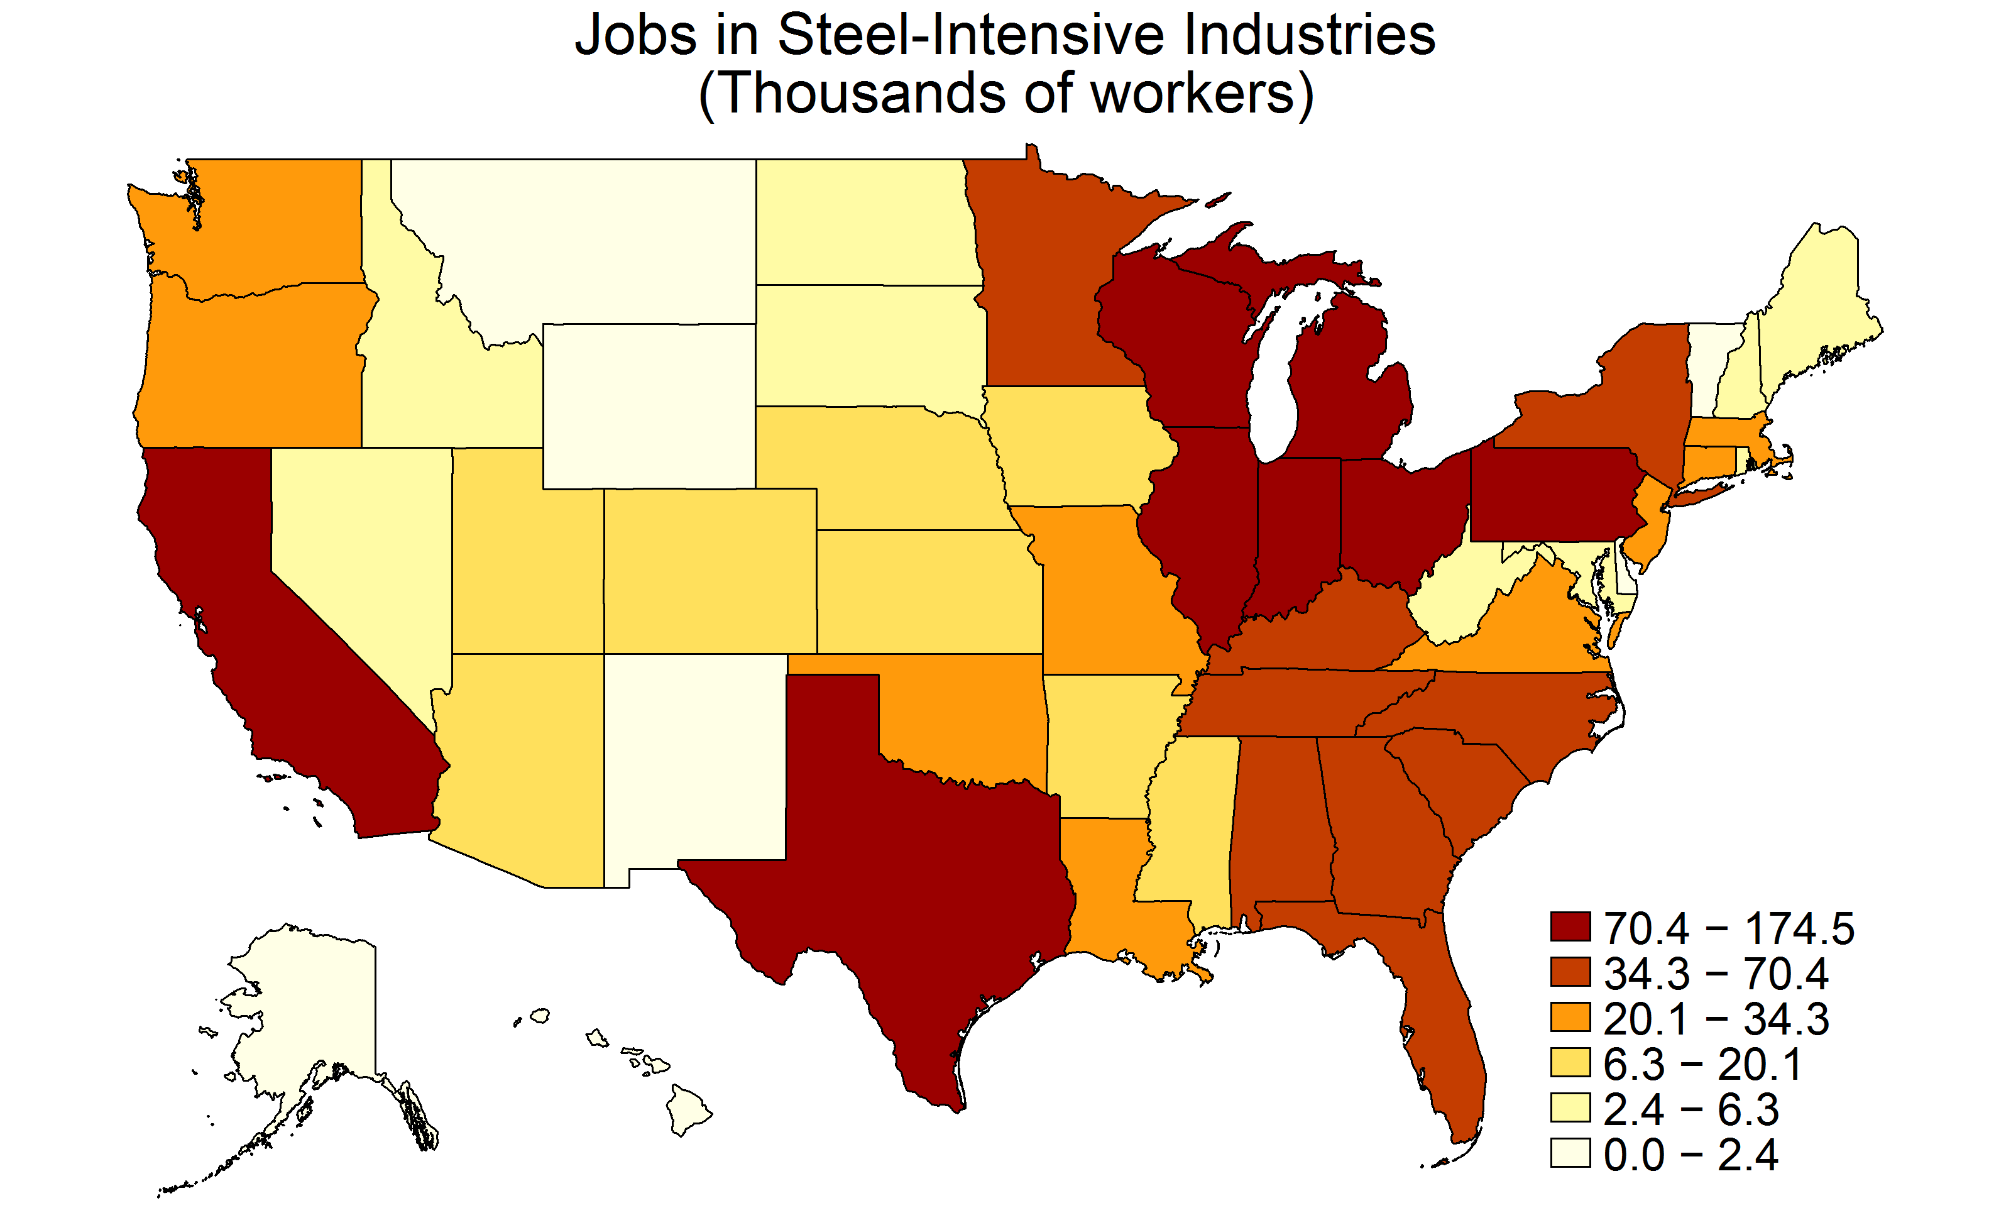 Jobs in Steel-Intensive Industries
(Thousands of workers)
70.4 − 174.5
34.3 − 70.4
20.1 − 34.3
6.3 − 20.1
2.4 − 6.3
0.0 − 2.4